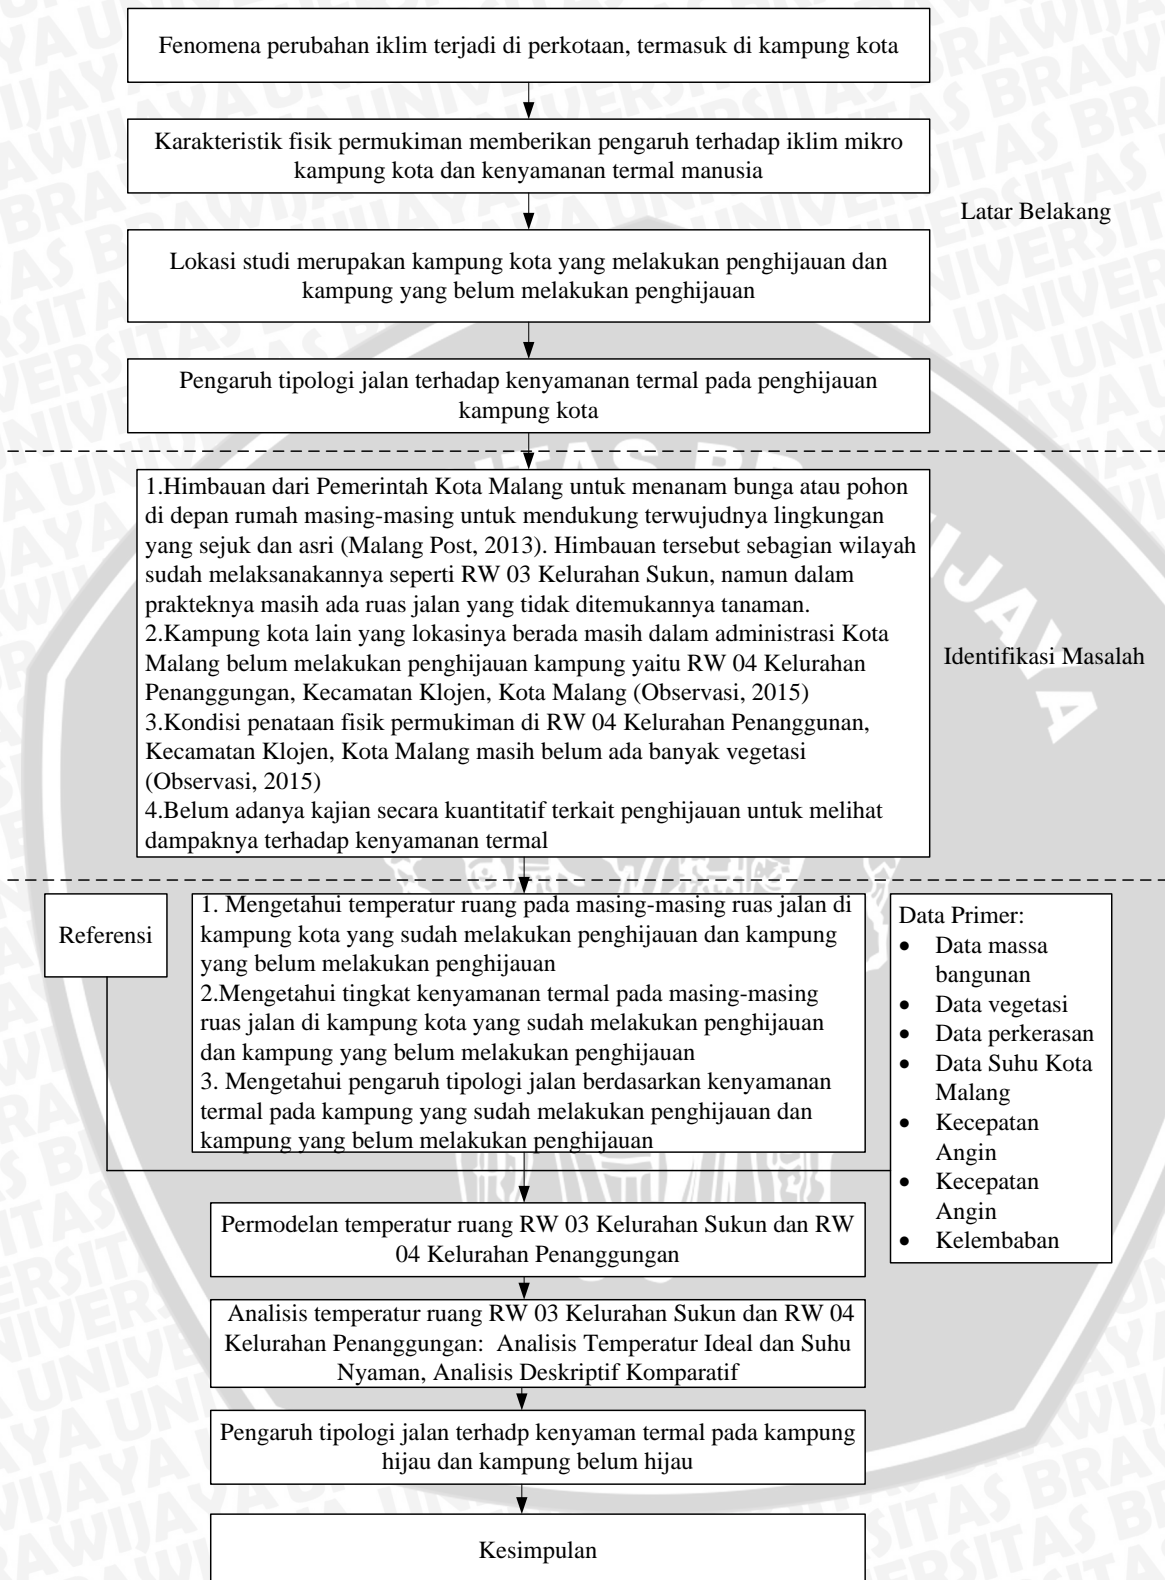 Fenomena perubahan iklim terjadi di perkotaan, termasuk di kampung kota
Karakteristik fisik permukiman memberikan pengaruh terhadap iklim mikro
kampung kota dan kenyamanan termal manusia
Latar Belakang
Lokasi studi merupakan kampung kota yang melakukan penghijauan dan
kampung yang belum melakukan penghijauan
Pengaruh tipologi jalan terhadap kenyamanan termal pada penghijauan
kampung kota
1.Himbauan dari Pemerintah Kota Malang untuk menanam bunga atau pohon
di depan rumah masing-masing untuk mendukung terwujudnya lingkungan
yang sejuk dan asri (Malang Post, 2013). Himbauan tersebut sebagian wilayah
sudah melaksanakannya seperti RW 03 Kelurahan Sukun, namun dalam
prakteknya masih ada ruas jalan yang tidak ditemukannya tanaman.
2.Kampung kota lain yang lokasinya berada masih dalam administrasi Kota
Malang belum melakukan penghijauan kampung yaitu RW 04 Kelurahan
Penanggungan, Kecamatan Klojen, Kota Malang (Observasi, 2015)
3.Kondisi penataan fisik permukiman di RW 04 Kelurahan Penanggunan,
Kecamatan Klojen, Kota Malang masih belum ada banyak vegetasi
(Observasi, 2015)
4.Belum adanya kajian secara kuantitatif terkait penghijauan untuk melihat
dampaknya terhadap kenyamanan termal
Identifikasi Masalah
Referensi
1. Mengetahui temperatur ruang pada masing-masing ruas jalan di
kampung kota yang sudah melakukan penghijauan dan kampung
yang belum melakukan penghijauan
2.Mengetahui tingkat kenyamanan termal pada masing-masing
ruas jalan di kampung kota yang sudah melakukan penghijauan
dan kampung yang belum melakukan penghijauan
3. Mengetahui pengaruh tipologi jalan berdasarkan kenyamanan
termal pada kampung yang sudah melakukan penghijauan dan
kampung yang belum melakukan penghijauan
Data Primer:
• Data massa
bangunan
• Data vegetasi
• Data perkerasan
• Data Suhu Kota
Malang
• Kecepatan
Angin
• Kecepatan
Angin
• Kelembaban
Permodelan temperatur ruang RW 03 Kelurahan Sukun dan RW
04 Kelurahan Penanggungan
Analisis temperatur ruang RW 03 Kelurahan Sukun dan RW 04
Kelurahan Penanggungan: Analisis Temperatur Ideal dan Suhu
Nyaman, Analisis Deskriptif Komparatif
Pengaruh tipologi jalan terhadp kenyaman termal pada kampung
hijau dan kampung belum hijau
Kesimpulan